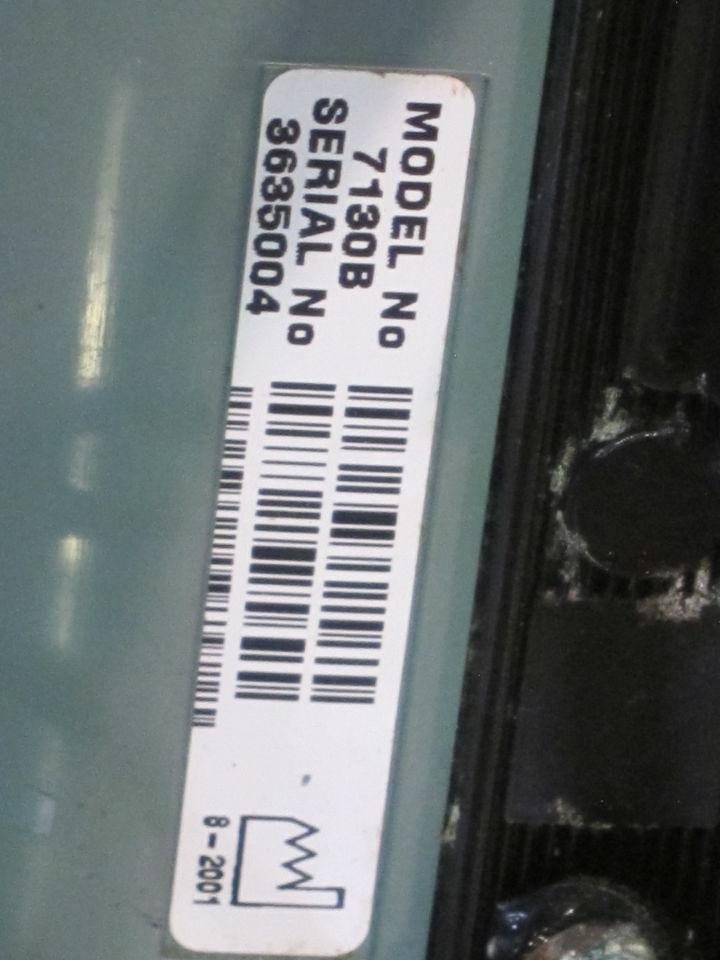 MODEL No
7130B
SERIAL No
3635004
8-2001